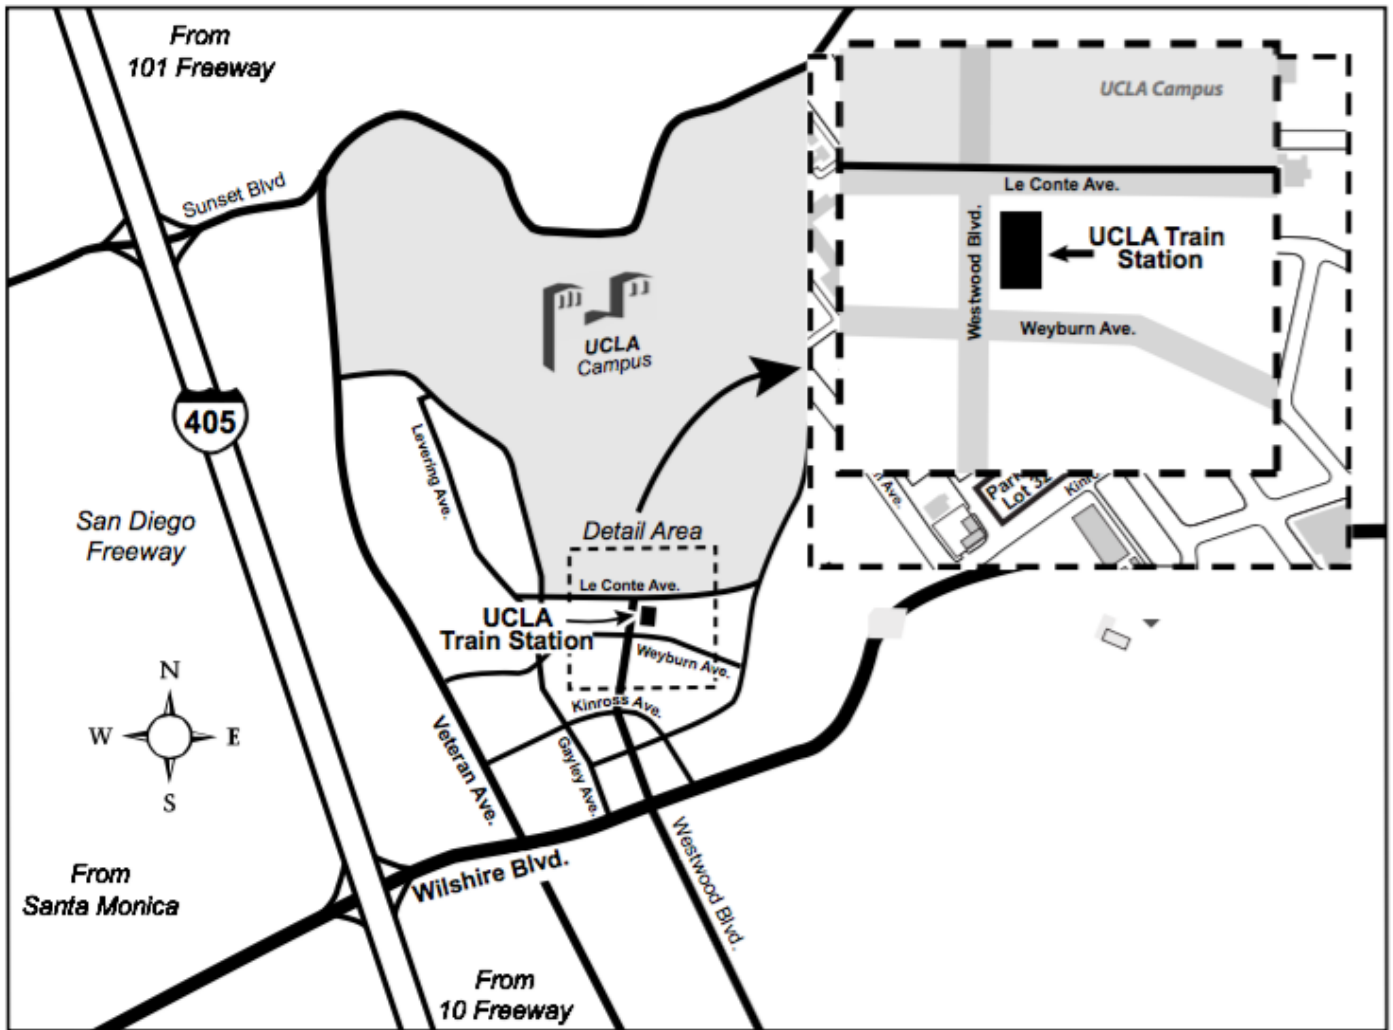 From
101 Freeway
UCLA Campus
Sunset Blvd
Le Conte Ave.
Westwood Blvd.
UCLA Train
Station
Weyburn Ave.
UCLA
Campus
405
Levering Ave.
San Diego
Freeway
Detail Area
Lot 32
Le Conte Ave.
UCLA
Train Station
Weyburn Ave.
Kinross Ave.
N
W
E
S
Veteran Ave.
Gayley Ave.
Wilshire Blvd.
Westwood Blvd.
From
Santa Monica
From
10 Freeway